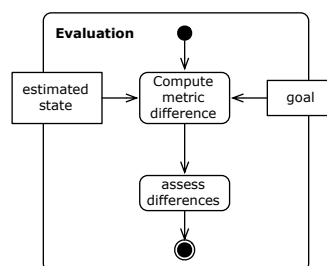 Evaluation
estimated
state
Compute
metric
difference
goal
assess
differences